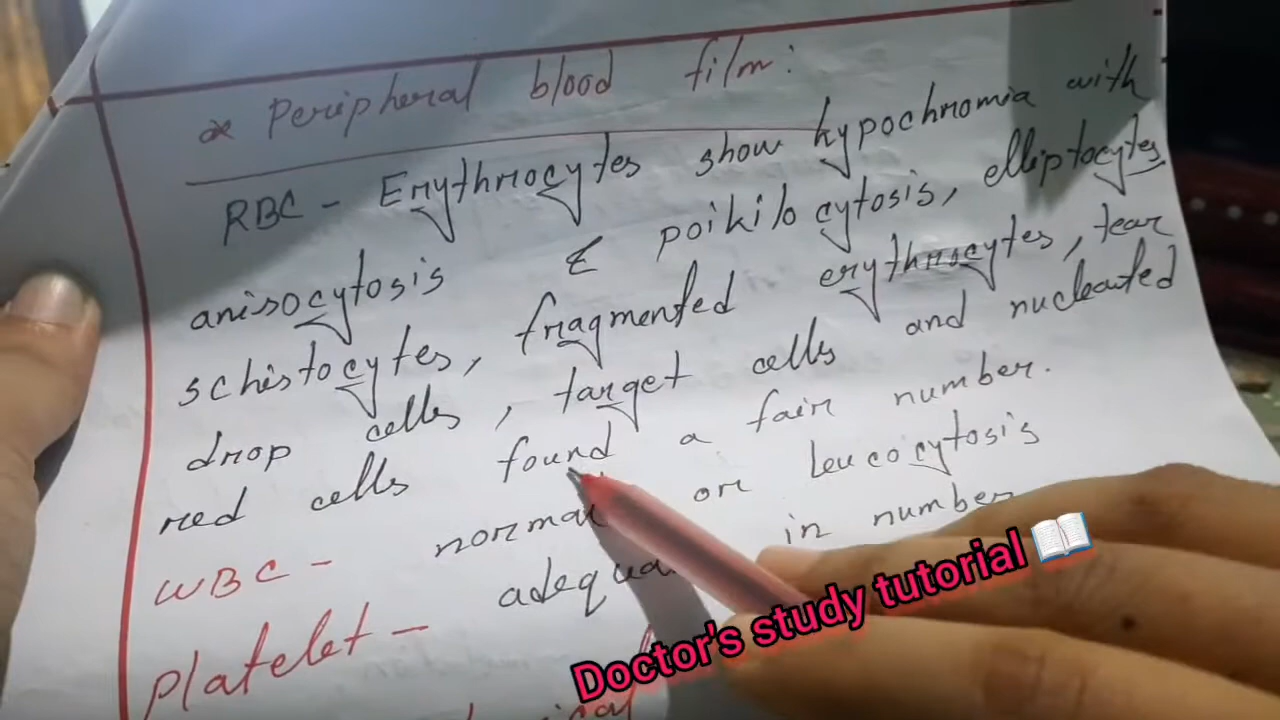 * Peripheral blood film:
RBC - Erythrocytes show hypochromia with
anisocytosis & poikilocytosis, elliptocytes
schistocytes, fragmented erythrocytes, tear
drop cells, target cells and nucleated
red cells found a fair number.
WBC - normal or leucocytosis
Platelet - in number
Doctor's study tutorial 📖